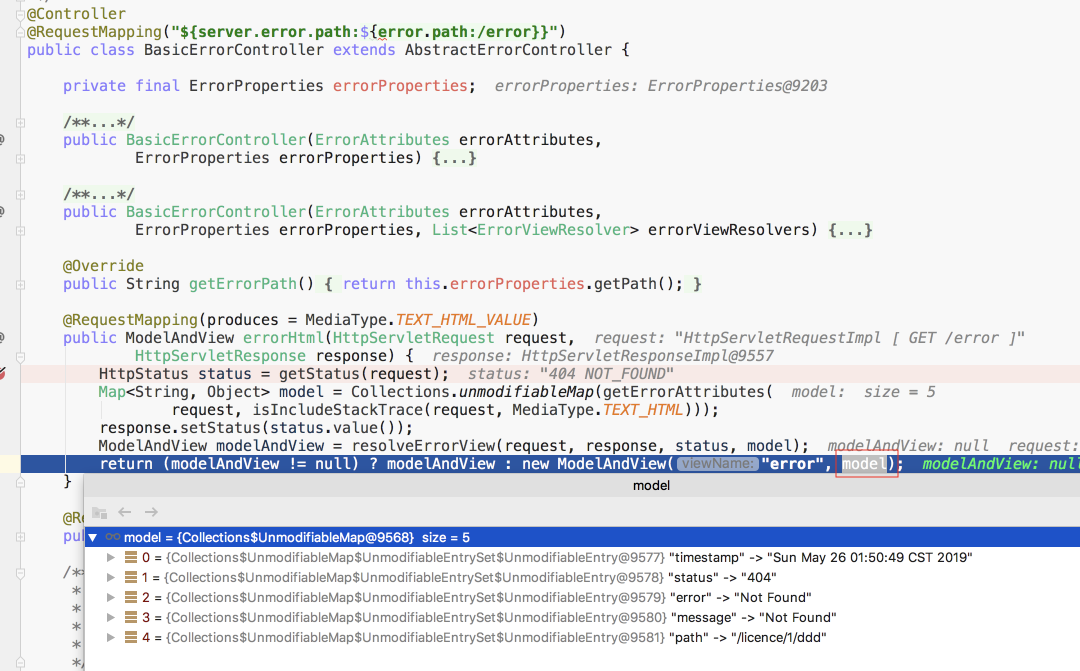 @Controller
@RequestMapping("${server.error.path:${error.path:/error}}")
public class BasicErrorController extends AbstractErrorController {
private final ErrorProperties errorProperties; errorProperties: ErrorProperties@9203
/**...*/
public BasicErrorController(ErrorAttributes errorAttributes,
ErrorProperties errorProperties) {...}
/**...*/
public BasicErrorController(ErrorAttributes errorAttributes,
ErrorProperties errorProperties, List<ErrorViewResolver> errorViewResolvers) {...}
@Override
public String getErrorPath() { return this.errorProperties.getPath(); }
@RequestMapping(produces = MediaType.TEXT_HTML_VALUE)
public ModelAndView errorHtml(HttpServletRequest request, request: "HttpServletRequestImpl [ GET /error ]"
HttpServletResponse response) { response: HttpServletResponseImpl@9557
HttpStatus status = getStatus(request); status: "404 NOT_FOUND"
Map<String, Object> model = Collections.unmodifiableMap(getErrorAttributes( model: size = 5
request, isIncludeStackTrace(request, MediaType.TEXT_HTML)));
response.setStatus(status.value());
ModelAndView modelAndView = resolveErrorView(request, response, status, model); modelAndView: null request:
return (modelAndView != null) ? modelAndView : new ModelAndView( viewName: "error", model); modelAndView: nul
}
model
@R
pu
model = {Collections$UnmodifiableMap@9568} size = 5
0 = {Collections$UnmodifiableMap$UnmodifiableEntrySet$UnmodifiableEntry@9577} "timestamp" -> "Sun May 26 01:50:49 CST 2019"
1 = {Collections$UnmodifiableMap$UnmodifiableEntrySet$UnmodifiableEntry@9578} "status" -> "404"
/*
2 = {Collections$UnmodifiableMap$UnmodifiableEntrySet$UnmodifiableEntry@9579} "error" -> "Not Found"
*
3 = {Collections$UnmodifiableMap$UnmodifiableEntrySet$UnmodifiableEntry@9580} "message" -> "Not Found"
*
*
4 = {Collections$UnmodifiableMap$UnmodifiableEntrySet$UnmodifiableEntry@9581} "path" -> "/licence/1/ddd"
*
*/